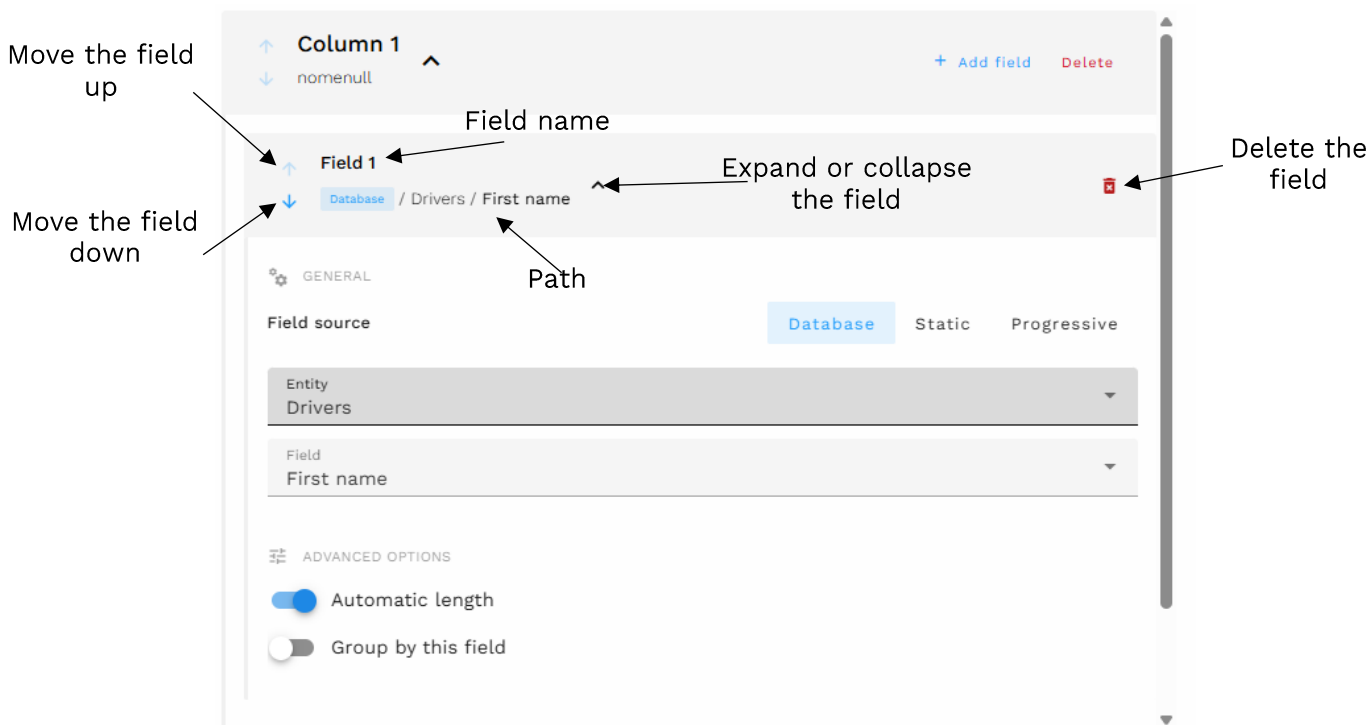 Move the field
up
Column 1
nomenull
+ Add field
Delete
Field name
Field 1
Database / Drivers / First name
Expand or collapse
the field
Delete the
field
Move the field
down
Path
GENERAL
Field source
Database
Static
Progressive
Entity
Drivers
Field
First name
ADVANCED OPTIONS
Automatic length
Group by this field